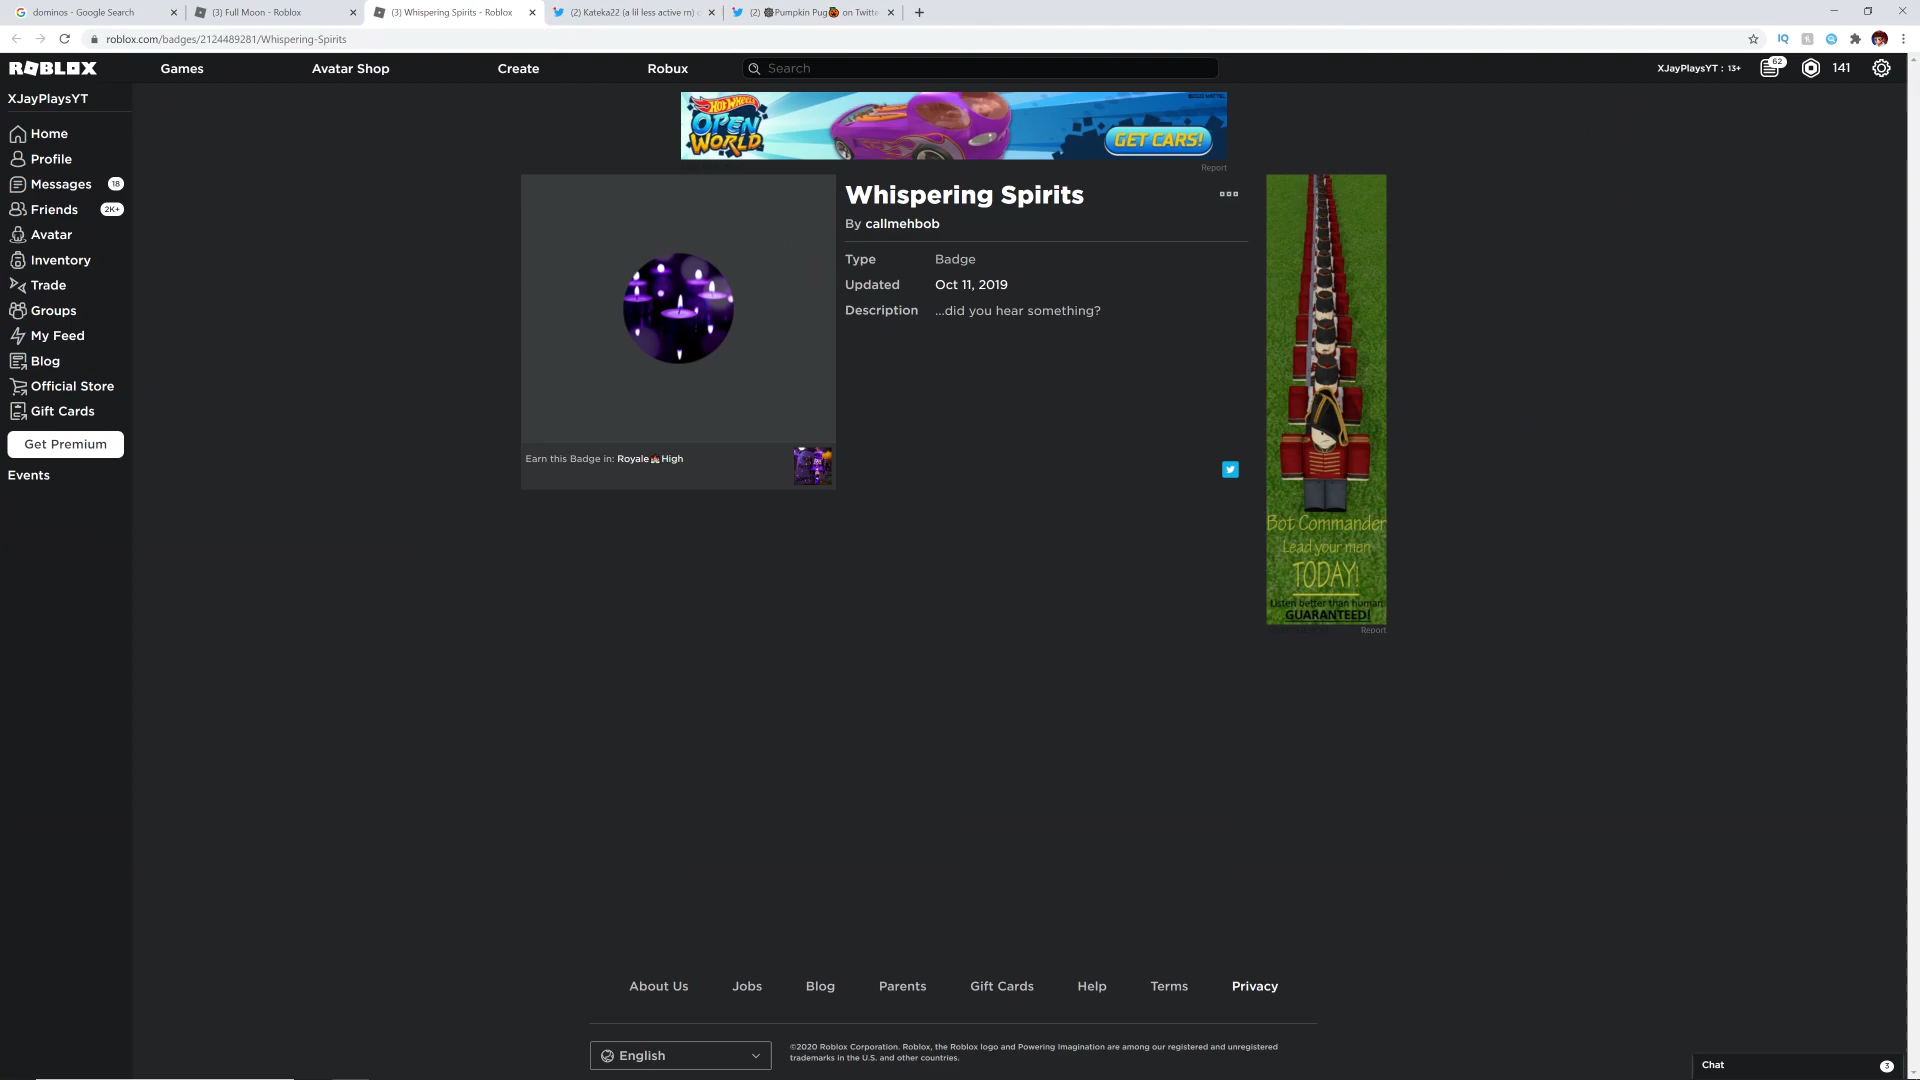 dominos - Google Search
(3) Full Moon - Roblox
(3) Whispering Spirits - Roblox
(2) Kateka22 (a lil less active rn) o
(2) 🕸Pumpkin Pug🎃 on Twitte
roblox.com/badges/2124489281/Whispering-Spirits
IQ
ROBLOX
Games
Avatar Shop
Create
Robux
Search
XJayPlaysYT : 13+
62
141
XJayPlaysYT
Home
Profile
Messages 18
Friends 2K+
Avatar
Inventory
Trade
Groups
My Feed
Blog
Official Store
Gift Cards
Get Premium
Events
HOT WHEELS
OPEN
WORLD
GET CARS!
Report
Whispering Spirits
By callmehbob
Type Badge
Updated Oct 11, 2019
Description ...did you hear something?
Earn this Badge in: Royale🏰High
Bot Commander
Lead your men
TODAY!
Listen better than human
GUARANTEED!
Report
About Us
Jobs
Blog
Parents
Gift Cards
Help
Terms
Privacy
English
©2020 Roblox Corporation. Roblox, the Roblox logo and Powering Imagination are among our registered and unregistered
trademarks in the U.S. and other countries.
Chat 3